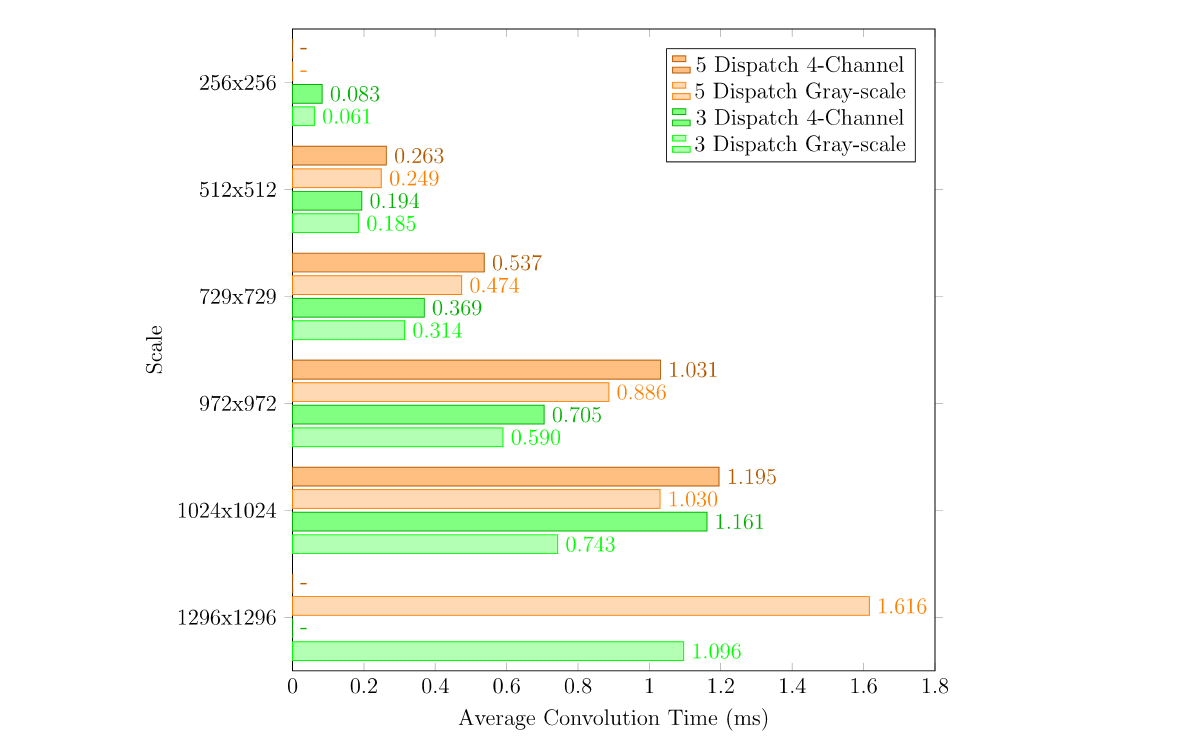 5 Dispatch 4-Channel
5 Dispatch Gray-scale
3 Dispatch 4-Channel
3 Dispatch Gray-scale
Scale
256x256
-
-
0.083
0.061
512x512
0.263
0.249
0.194
0.185
729x729
0.537
0.474
0.369
0.314
972x972
1.031
0.886
0.705
0.590
1024x1024
1.195
1.030
1.161
0.743
1296x1296
-
1.616
-
1.096
0 0.2 0.4 0.6 0.8 1 1.2 1.4 1.6 1.8
Average Convolution Time (ms)